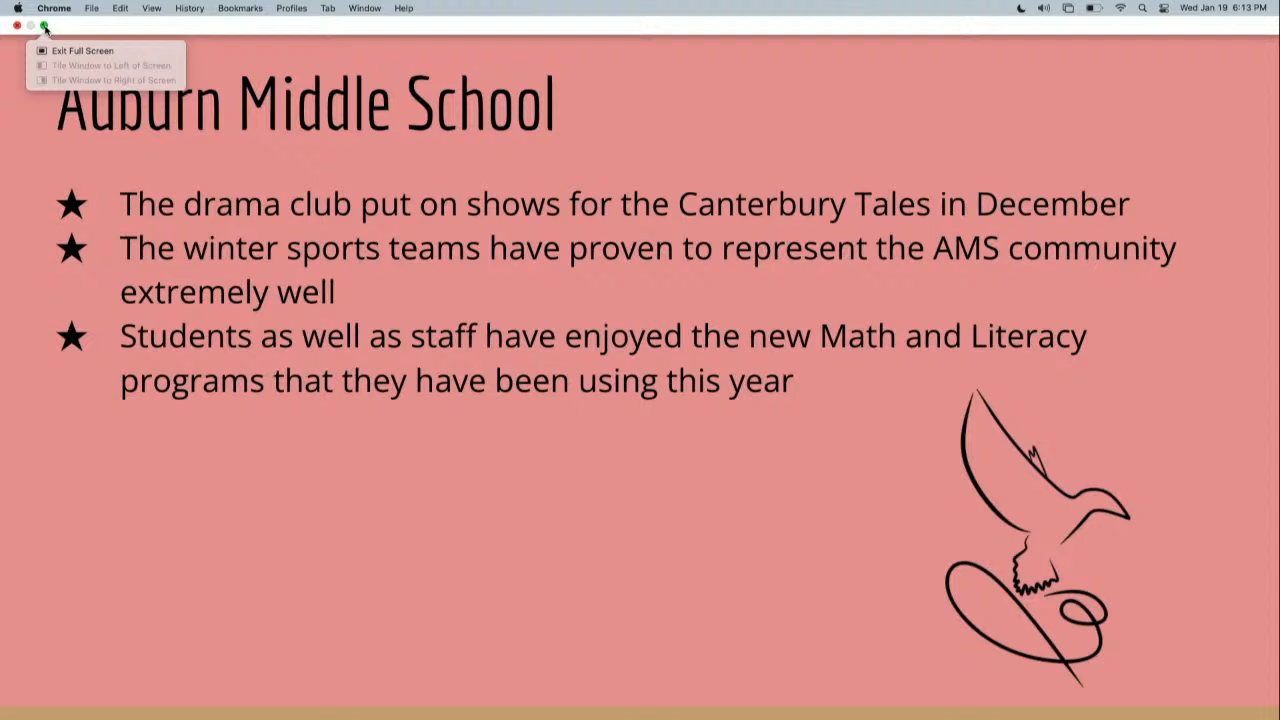 Chrome File Edit View History Bookmarks Profiles Tab Window Help Wed Jan 19 6:13 PM
Exit Full Screen
Tile Window to Left of Screen
Tile Window to Right of Screen
Auburn Middle School
★ The drama club put on shows for the Canterbury Tales in December
★ The winter sports teams have proven to represent the AMS community
extremely well
★ Students as well as staff have enjoyed the new Math and Literacy
programs that they have been using this year